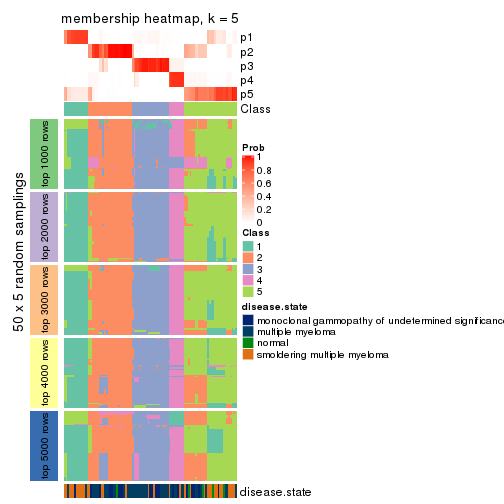 membership heatmap, k = 5
p1
p2
p3
p4
p5
Class
50 x 5 random samplings
top 1000 rows
top 2000 rows
top 3000 rows
top 4000 rows
top 5000 rows
Prob
1
0.8
0.6
0.4
0.2
0
Class
1
2
3
4
5
disease.state
monoclonal gammopathy of undetermined significance
multiple myeloma
normal
smoldering multiple myeloma
disease.state